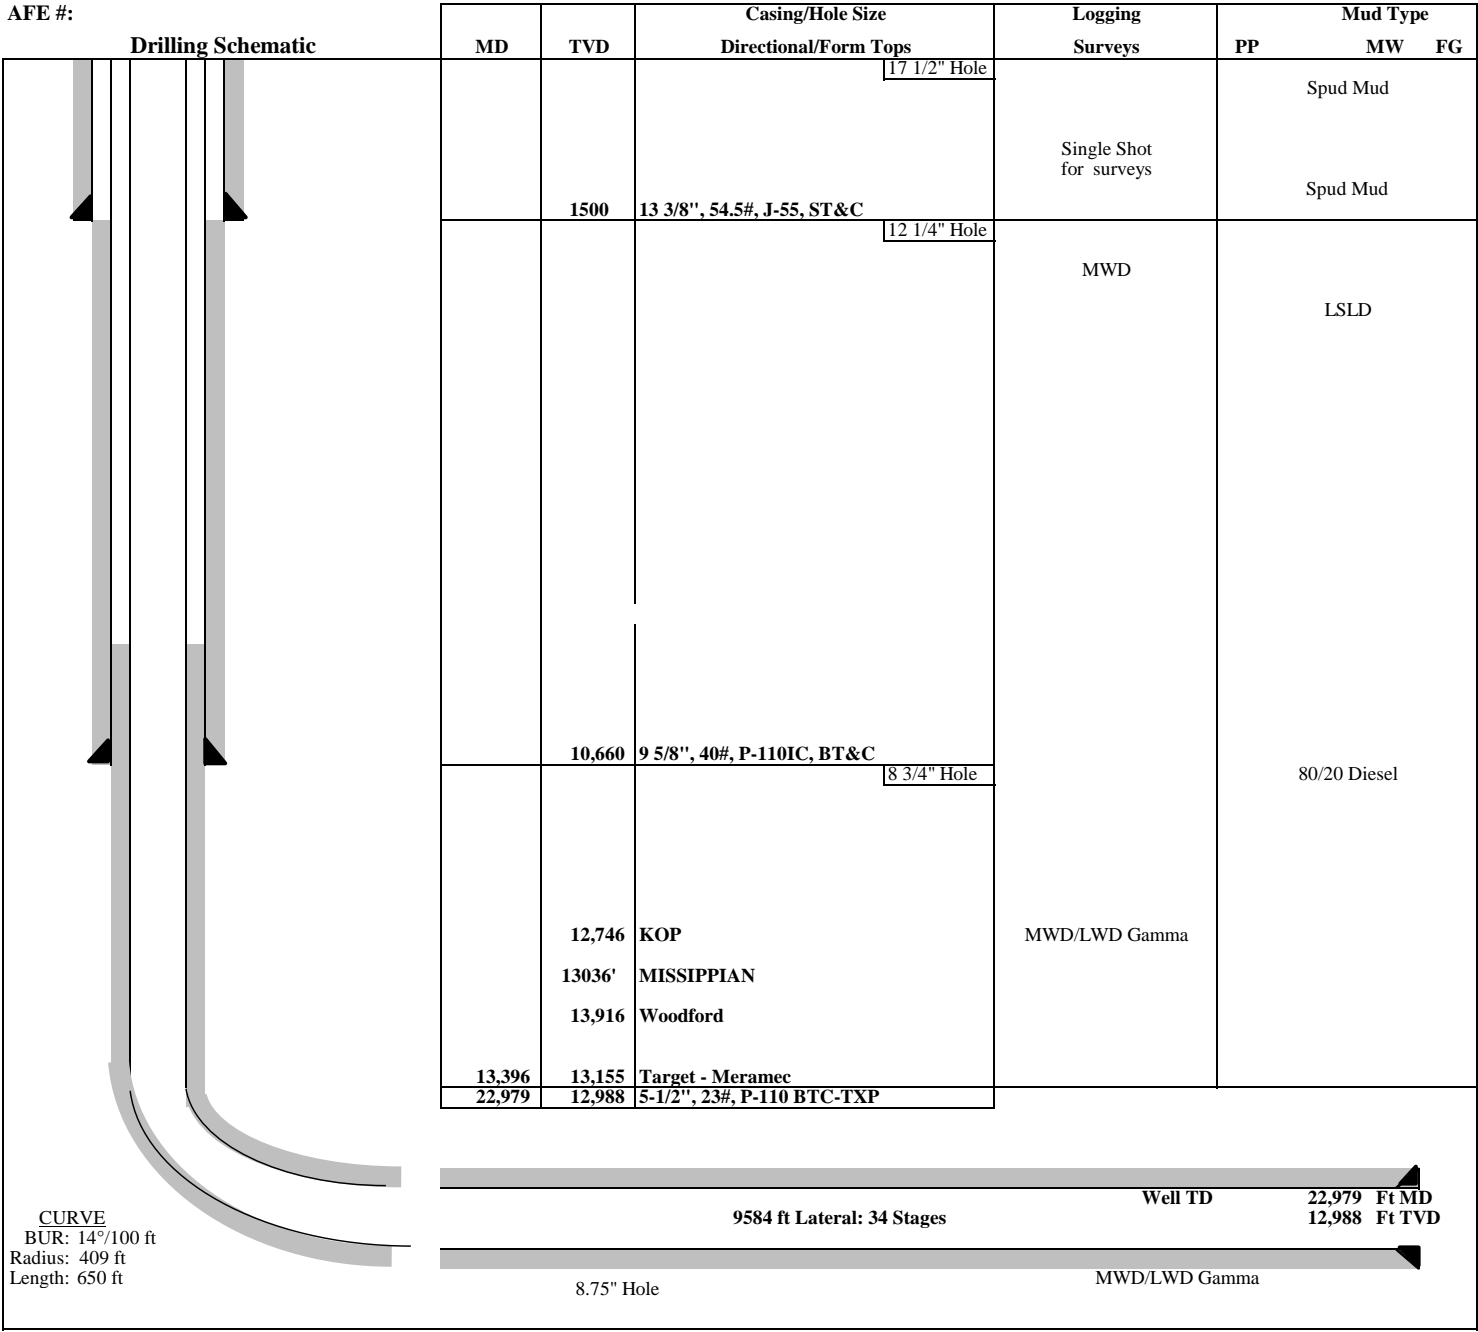 AFE #:
Casing/Hole Size Logging Mud Type
Drilling Schematic MD TVD Directional/Form Tops Surveys PP MW FG
17 1/2" Hole
Spud Mud
Single Shot
for surveys
Spud Mud
1500 13 3/8", 54.5#, J-55, ST&C
12 1/4" Hole
MWD
LSLD
10,660 9 5/8", 40#, P-110IC, BT&C
8 3/4" Hole 80/20 Diesel
12,746 KOP MWD/LWD Gamma
13036' MISSIPPIAN
13,916 Woodford
13,396 13,155 Target - Meramec
22,979 12,988 5-1/2", 23#, P-110 BTC-TXP
Well TD 22,979 Ft MD
9584 ft Lateral: 34 Stages 12,988 Ft TVD
CURVE
BUR: 14°/100 ft
Radius: 409 ft
Length: 650 ft
MWD/LWD Gamma
8.75" Hole